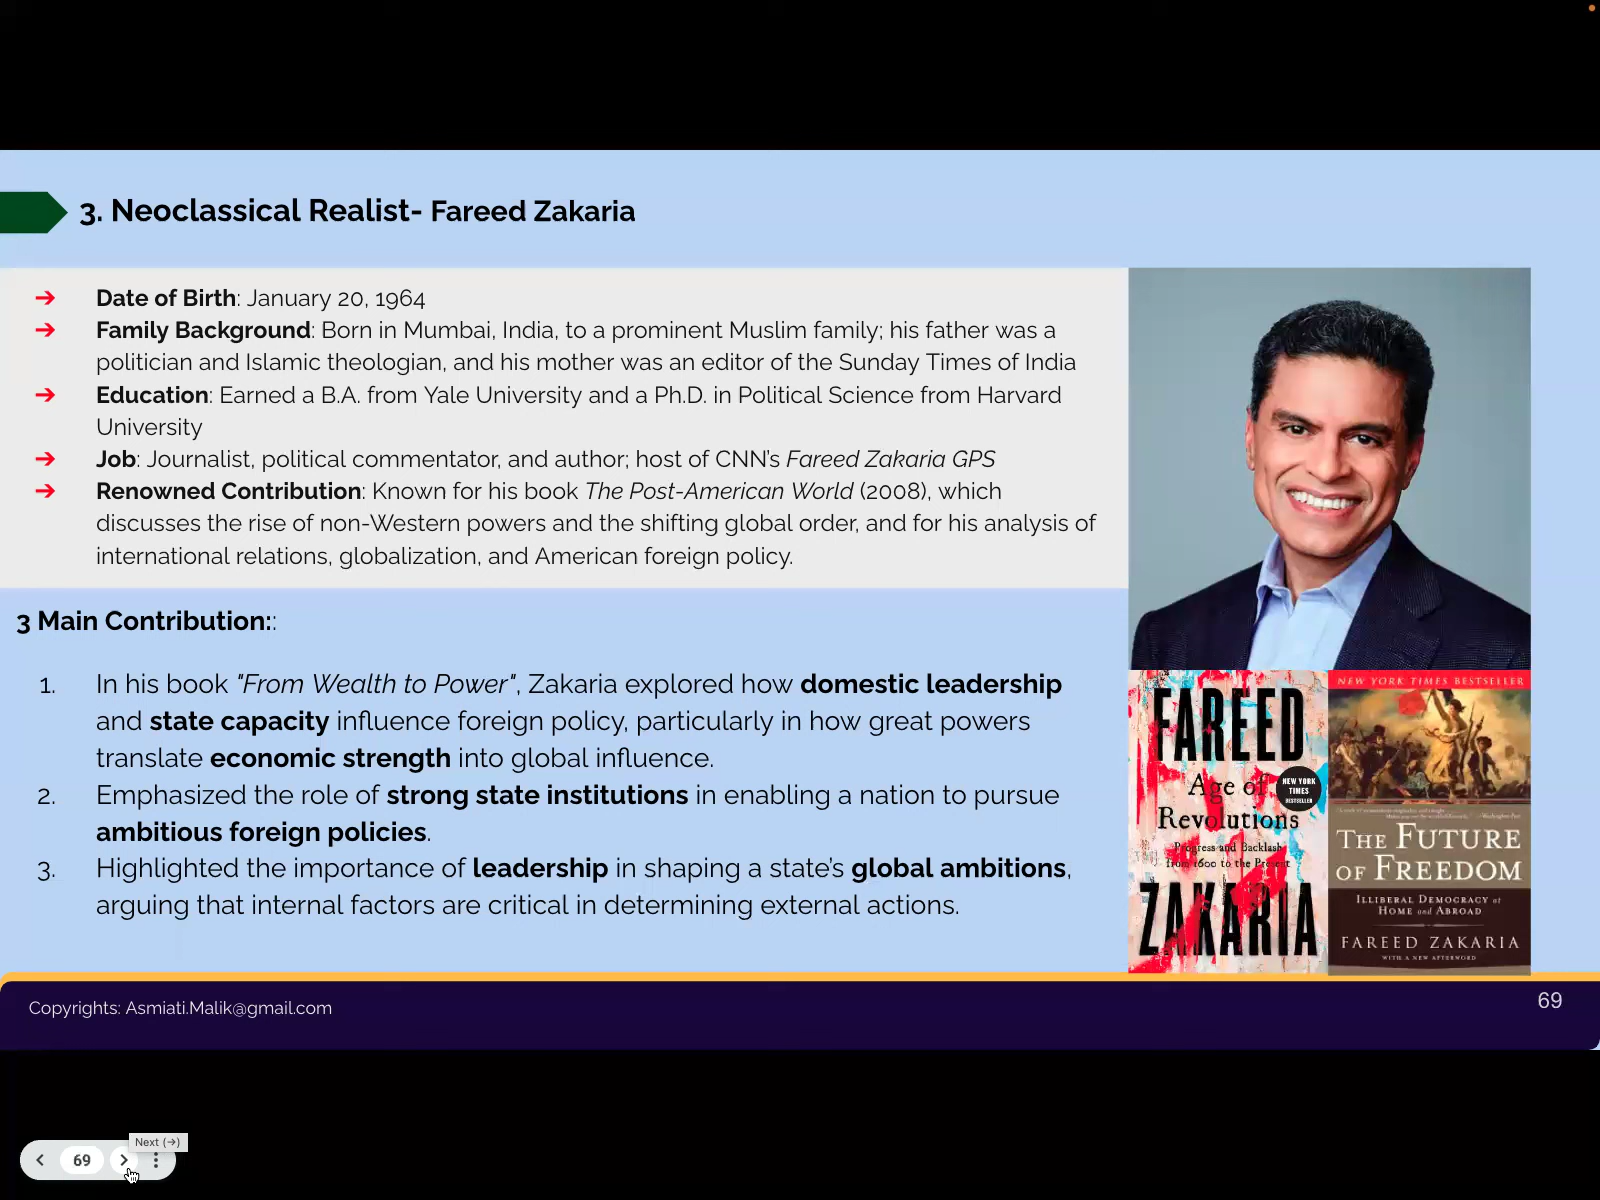 3. Neoclassical Realist- Fareed Zakaria
➔ Date of Birth: January 20, 1964
➔ Family Background: Born in Mumbai, India, to a prominent Muslim family; his father was a
politician and Islamic theologian, and his mother was an editor of the Sunday Times of India
➔ Education: Earned a B.A. from Yale University and a Ph.D. in Political Science from Harvard
University
➔ Job: Journalist, political commentator, and author; host of CNN's Fareed Zakaria GPS
➔ Renowned Contribution: Known for his book The Post-American World (2008), which
discusses the rise of non-Western powers and the shifting global order, and for his analysis of
international relations, globalization, and American foreign policy.
3 Main Contribution::
1. In his book "From Wealth to Power", Zakaria explored how domestic leadership
and state capacity influence foreign policy, particularly in how great powers
translate economic strength into global influence.
2. Emphasized the role of strong state institutions in enabling a nation to pursue
ambitious foreign policies.
3. Highlighted the importance of leadership in shaping a state's global ambitions,
arguing that internal factors are critical in determining external actions.
FAREED
Age of
Revolutions
Progress and Backlash
from 1600 to the Present
ZAKARIA
NEW YORK
TIMES
BESTSELLER
NEW YORK TIMES BESTSELLER
THE FUTURE
OF FREEDOM
ILLIBERAL DEMOCRACY at
HOME and ABROAD
FAREED ZAKARIA
WITH A NEW AFTERWORD
Copyrights: Asmiati.Malik@gmail.com
69
Next (→)
69